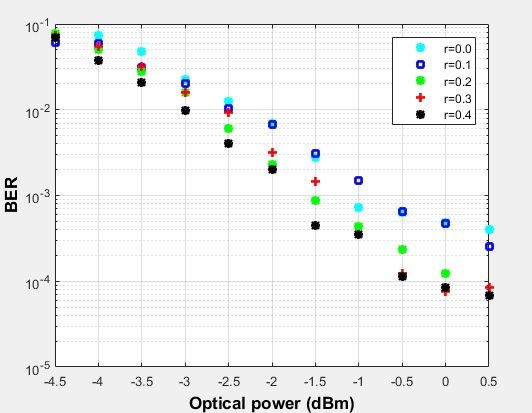 10^-1
r=0.0
r=0.1
r=0.2
r=0.3
r=0.4
10^-2
BER
10^-3
10^-4
10^-5
-4.5 -4 -3.5 -3 -2.5 -2 -1.5 -1 -0.5 0 0.5
Optical power (dBm)